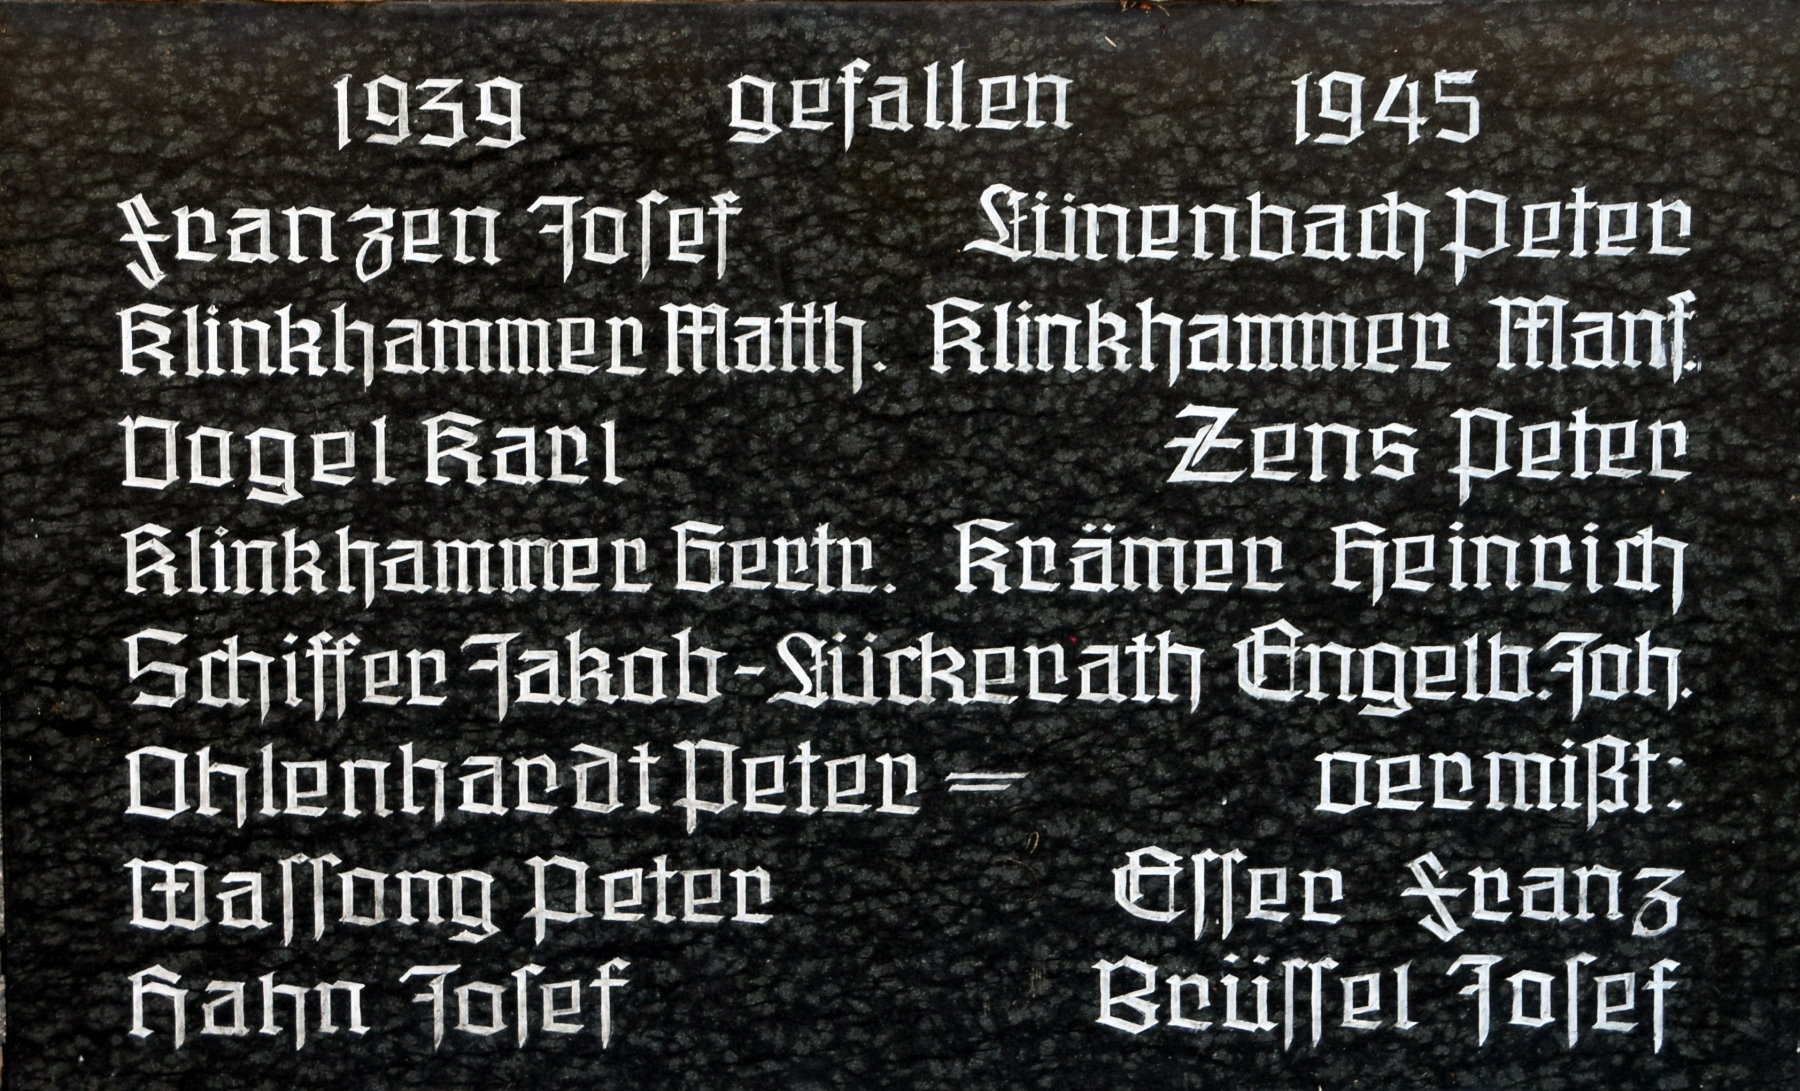 1939 gefallen 1945
Franzen Josef Lünenbach Peter
Klinkhammer Matth. Klinkhammer Manf.
Vogel Karl Zens Peter
Klinkhammer Gertr. Krämer Heinrich
Schiffer Jakob - Lückerath Engelb. Joh.
Ohlenhardt Peter = vermißt:
Wassong Peter Esser Franz
Hahn Josef Brüssel Josef